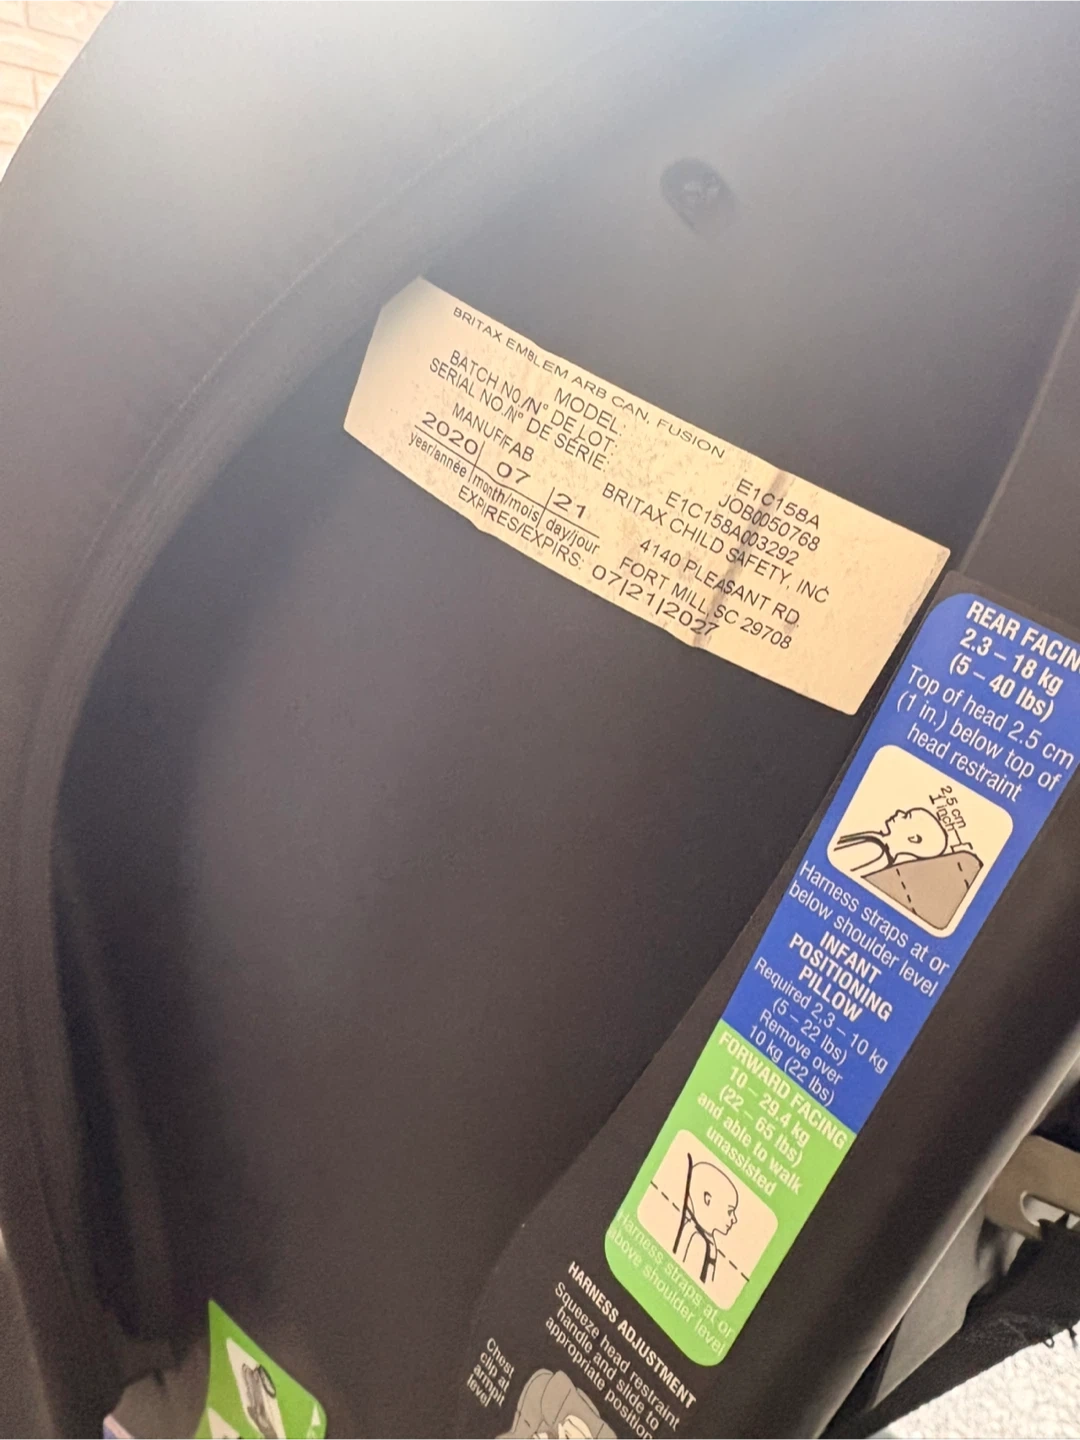 BRITAX EMBLEM ARB CAN, FUSION
MODEL: E1C158A
BATCH NO./N° DE LOT: JOB0050768
SERIAL NO./N° DE SÉRIE: E1C158A003292
MANUF/FAB BRITAX CHILD SAFETY, INC
2020 07 21 4140 PLEASANT RD
year/année month/mois day/jour FORT MILL, SC 29708
EXPIRES/EXPIRS: 07/21/2027
REAR FACIN
2.3 – 18 kg
(5 – 40 lbs)
Top of head 2.5 cm
(1 in.) below top of
head restraint
2.5 cm
1 inch
Harness straps at or
below shoulder level
INFANT
POSITIONING
PILLOW
Required 2.3 – 10 kg
(5 – 22 lbs)
Remove over
10 kg (22 lbs)
FORWARD FACING
10 – 29.4 kg
(22 – 65 lbs)
and able to walk
unassisted
Harness straps at or
above shoulder level
HARNESS ADJUSTMENT
Squeeze head restraint
handle and slide to
appropriate position
Chest
clip at
armpit
level